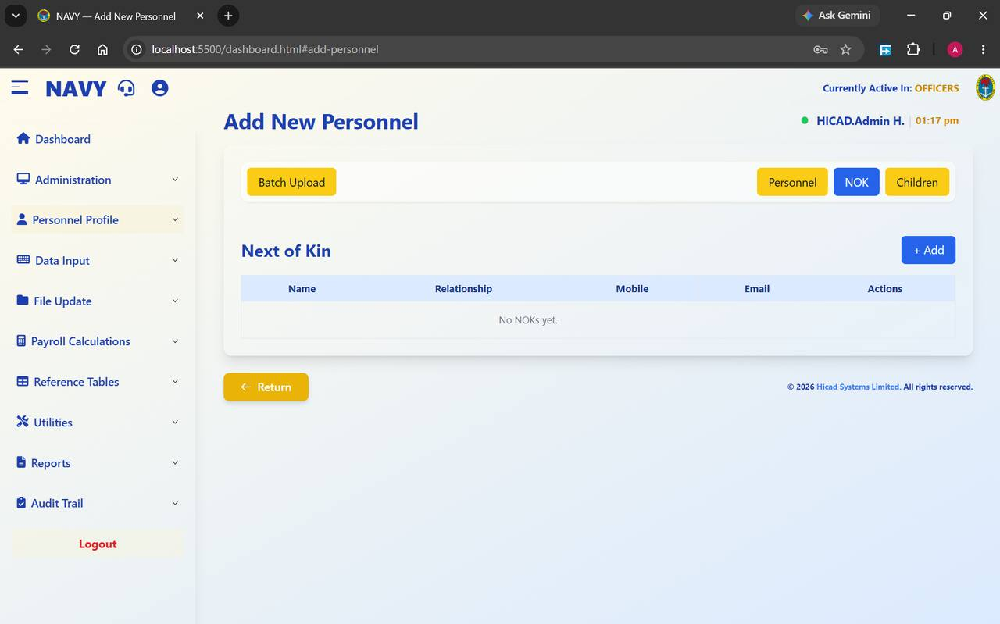 NAVY — Add New Personnel
Ask Gemini
localhost:5500/dashboard.html#add-personnel
A
NAVY
Currently Active In: OFFICERS
Add New Personnel
HICAD.Admin H. | 01:17 pm
Dashboard
Administration
Personnel Profile
Data Input
File Update
Payroll Calculations
Reference Tables
Utilities
Reports
Audit Trail
Logout
Batch Upload
Personnel
NOK
Children
Next of Kin
+ Add
Name Relationship Mobile Email Actions
No NOKs yet.
← Return
© 2026 Hicad Systems Limited. All rights reserved.